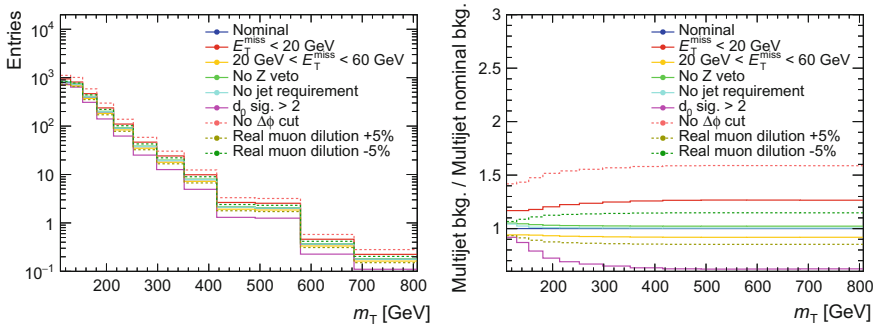 Entries
10⁴
10³
10²
10
1
10⁻¹
Nominal
E_T^miss < 20 GeV
20 GeV < E_T^miss < 60 GeV
No Z veto
No jet requirement
d₀ sig. > 2
No Δϕ cut
Real muon dilution +5%
Real muon dilution -5%
200 300 400 500 600 700 800
m_T [GeV]
Multijet bkg. / Multijet nominal bkg.
3
2.5
2
1.5
1
Nominal
E_T^miss < 20 GeV
20 GeV < E_T^miss < 60 GeV
No Z veto
No jet requirement
d₀ sig. > 2
No Δϕ cut
Real muon dilution +5%
Real muon dilution -5%
200 300 400 500 600 700 800
m_T [GeV]